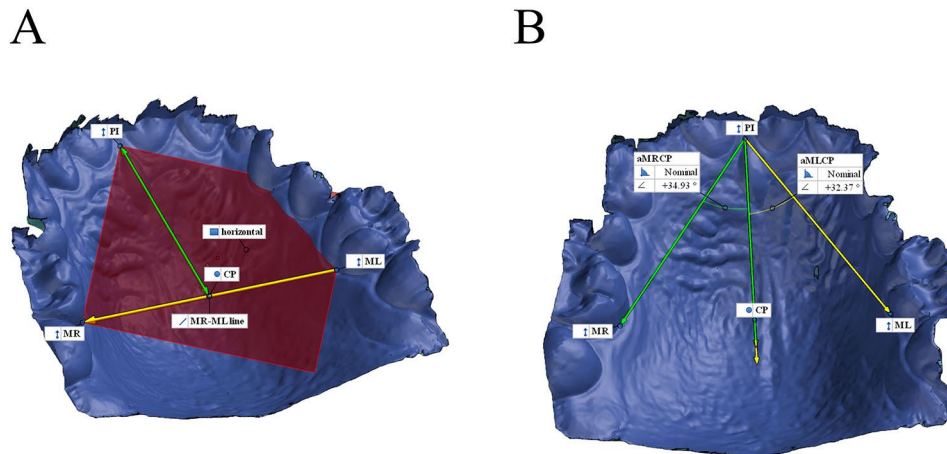 A
B
PI
horizontal
CP
ML
MR-ML line
MR
PI
aMRCP
Nominal
+34.93 °
aMLCP
Nominal
+32.37 °
CP
MR
ML